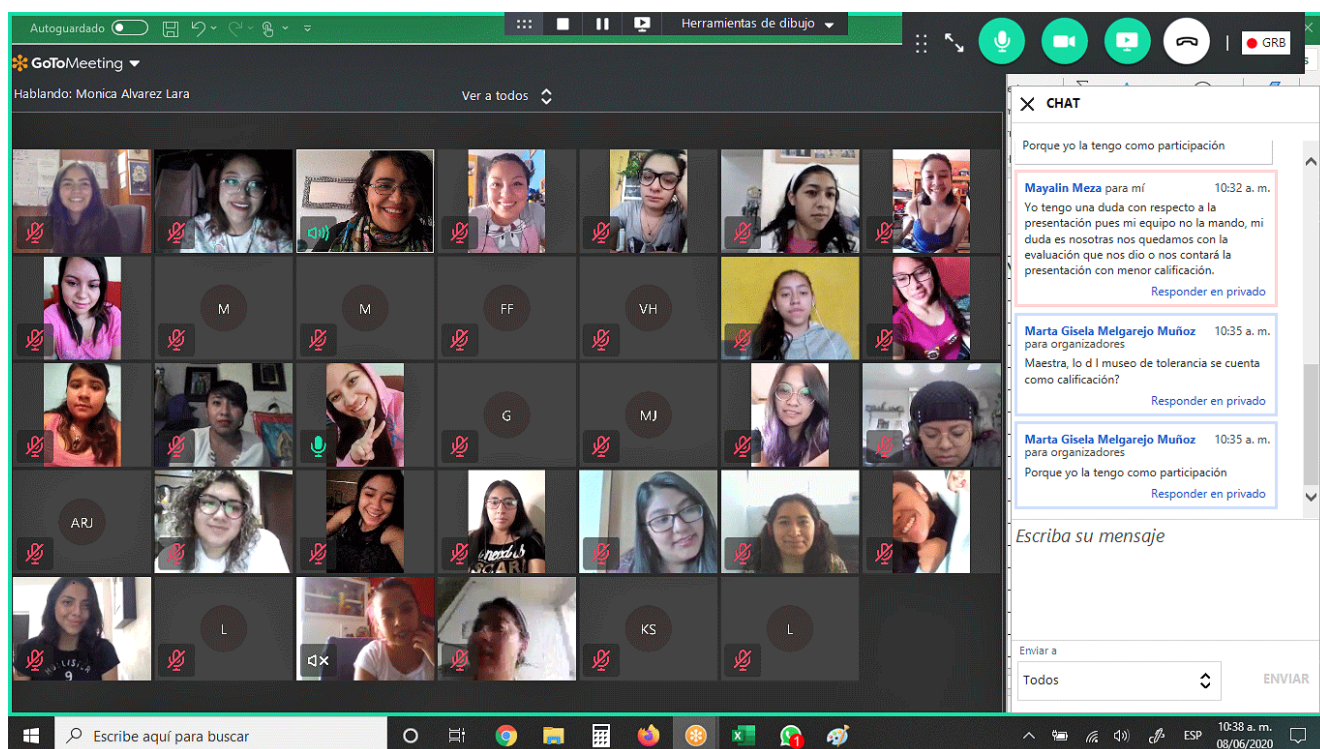 Autoguardado
Herramientas de dibujo
GRB
GoToMeeting
Hablando: Monica Alvarez Lara
Ver a todos
M
M
FF
VH
G
MJ
ARJ
HOLLISTER
9
L
KS
L
CHAT
Porque yo la tengo como participación
Mayalin Meza para mí 10:32 a. m.
Yo tengo una duda con respecto a la
presentación pues mi equipo no la mando, mi
duda es nosotras nos quedamos con la
evaluación que nos dio o nos contará la
presentación con menor calificación.
Responder en privado
Marta Gisela Melgarejo Muñoz 10:35 a. m.
para organizadores
Maestra, lo d l museo de tolerancia se cuenta
como calificación?
Responder en privado
Marta Gisela Melgarejo Muñoz 10:35 a. m.
para organizadores
Porque yo la tengo como participación
Responder en privado
Escriba su mensaje
Enviar a
Todos
ENVIAR
Escribe aquí para buscar
1
ESP
10:38 a. m.
08/06/2020